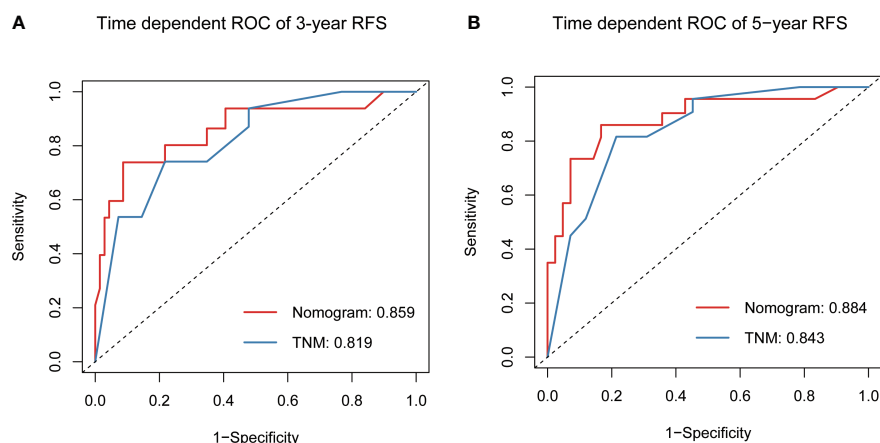 A
Time dependent ROC of 3-year RFS
Sensitivity
1.0
0.8
0.6
0.4
0.2
0.0
Nomogram: 0.859
TNM: 0.819
0.0 0.2 0.4 0.6 0.8 1.0
1−Specificity
B
Time dependent ROC of 5−year RFS
Sensitivity
1.0
0.8
0.6
0.4
0.2
0.0
Nomogram: 0.884
TNM: 0.843
0.0 0.2 0.4 0.6 0.8 1.0
1−Specificity